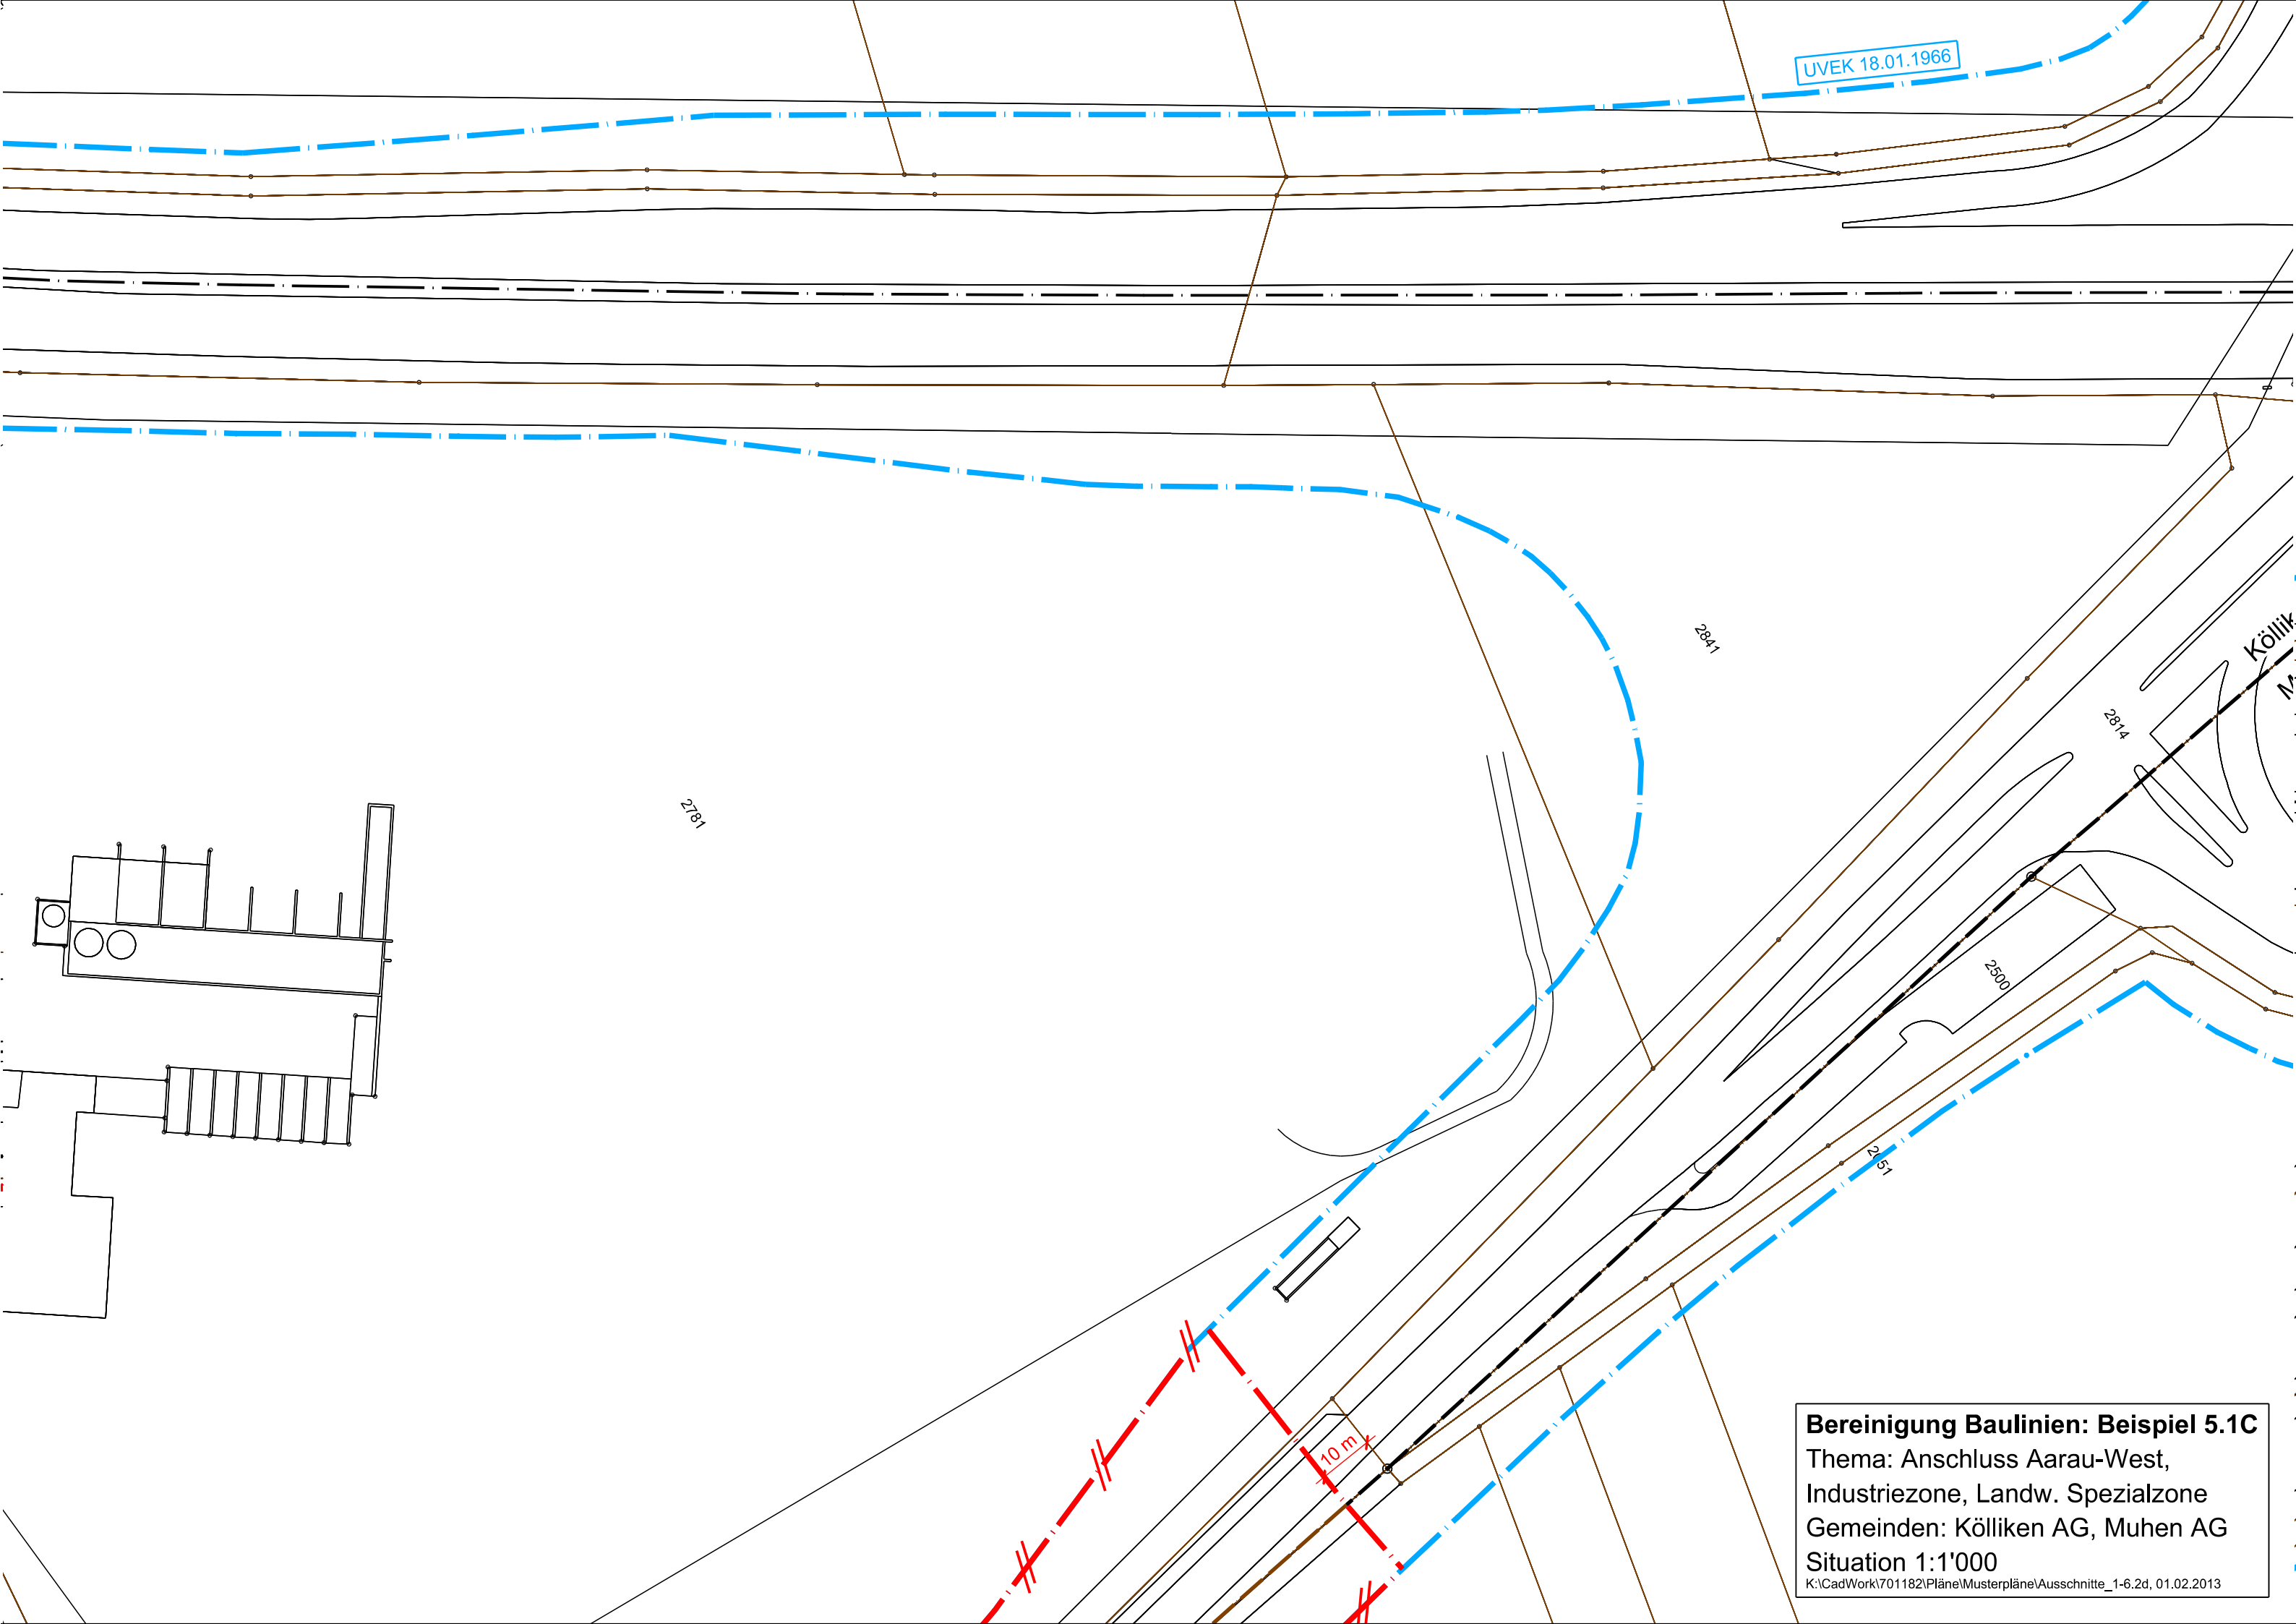 UVEK 18.01.1966
2841
Köllik
2814
2781
2500
10 m
Bereinigung Baulinien: Beispiel 5.1C
Thema: Anschluss Aarau-West,
Industriezone, Landw. Spezialzone
Gemeinden: Kölliken AG, Muhen AG
Situation 1:1'000
K:\CadWork\701182\Pläne\Musterpläne\Ausschnitte_1-6.2d, 01.02.2013